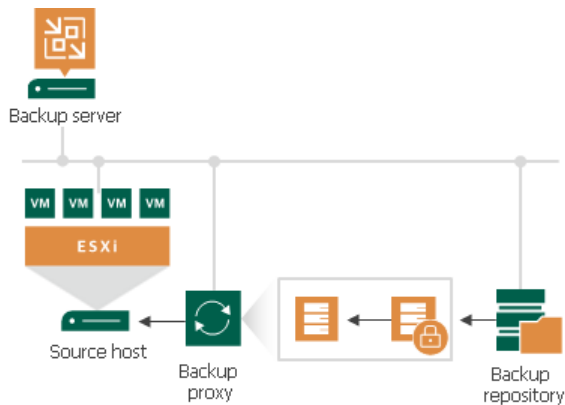 Backup server
VM VM VM VM
ESXi
Source host
Backup
proxy
Backup
repository